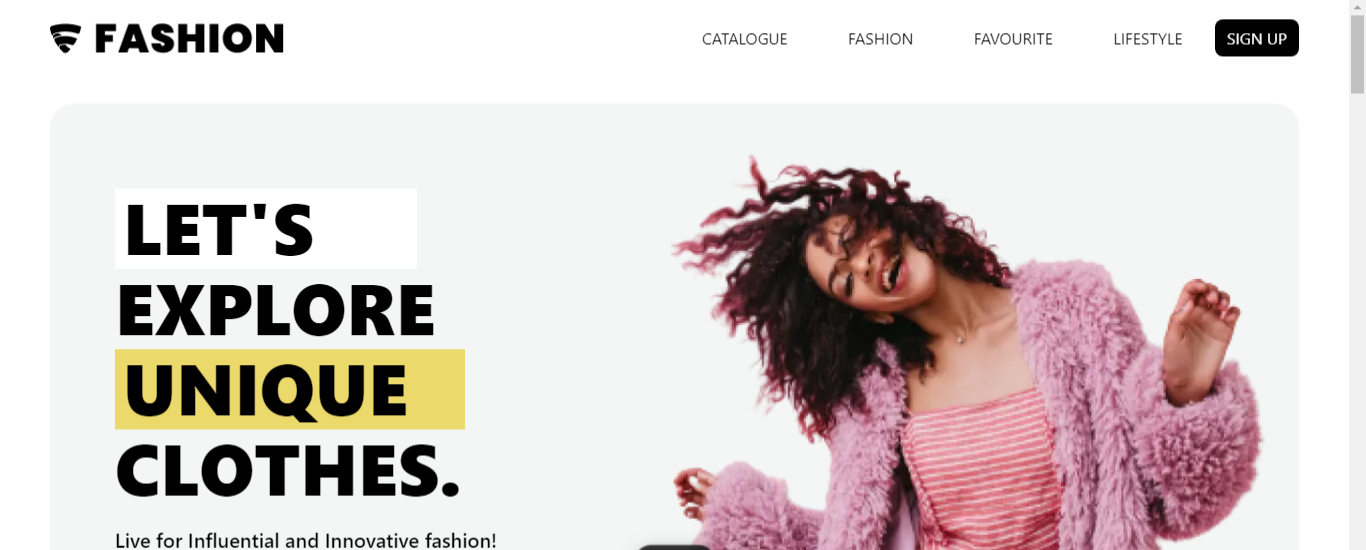 FASHION
CATALOGUE FASHION FAVOURITE LIFESTYLE SIGN UP
LET'S
EXPLORE
UNIQUE
CLOTHES.
Live for Influential and Innovative fashion!